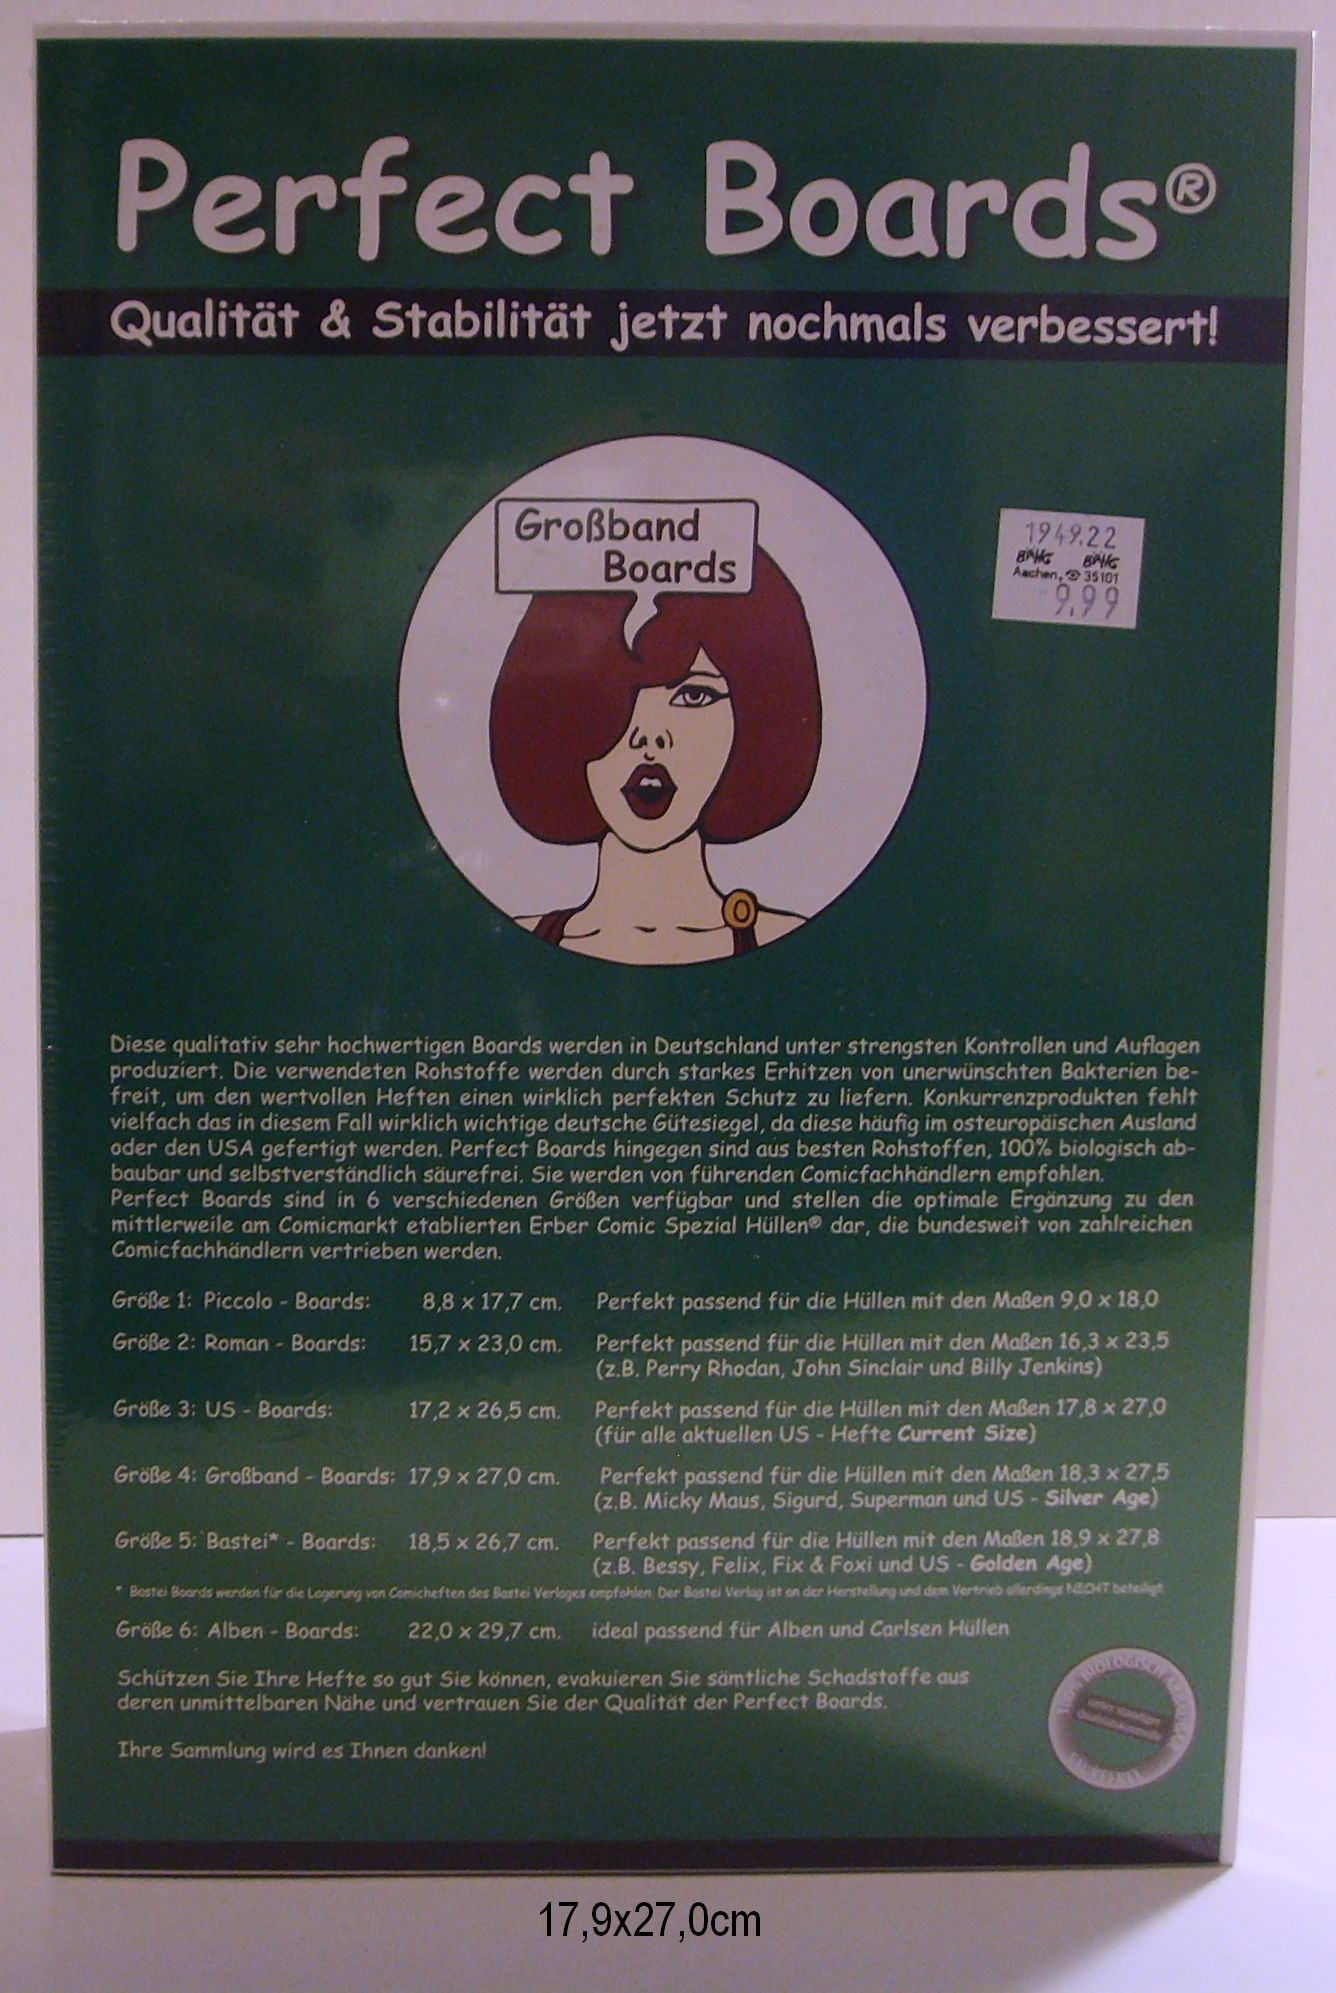 Perfect Boards®
Qualität & Stabilität jetzt nochmals verbessert!
Großband
Boards
1949.22
Aachen, 35101
9.99
Diese qualitativ sehr hochwertigen Boards werden in Deutschland unter strengsten Kontrollen und Auflagen
produziert. Die verwendeten Rohstoffe werden durch starkes Erhitzen von unerwünschten Bakterien be-
freit, um den wertvollen Heften einen wirklich perfekten Schutz zu liefern. Konkurrenzprodukten fehlt
vielfach das in diesem Fall wirklich wichtige deutsche Gütesiegel, da diese häufig im osteuropäischen Ausland
oder den USA gefertigt werden. Perfect Boards hingegen sind aus besten Rohstoffen, 100% biologisch ab-
baubar und selbstverständlich säurefrei. Sie werden von führenden Comicfachhändlern empfohlen.
Perfect Boards sind in 6 verschiedenen Größen verfügbar und stellen die optimale Ergänzung zu den
mittlerweile am Comicmarkt etablierten Erber Comic Spezial Hüllen® dar, die bundesweit von zahlreichen
Comicfachhändlern vertrieben werden.
Größe 1: Piccolo - Boards: 8,8 x 17,7 cm. Perfekt passend für die Hüllen mit den Maßen 9,0 x 18,0
Größe 2: Roman - Boards: 15,7 x 23,0 cm. Perfekt passend für die Hüllen mit den Maßen 16,3 x 23,5
(z.B. Perry Rhodan, John Sinclair und Billy Jenkins)
Größe 3: US - Boards: 17,2 x 26,5 cm. Perfekt passend für die Hüllen mit den Maßen 17,8 x 27,0
(für alle aktuellen US - Hefte Current Size)
Größe 4: Großband - Boards: 17,9 x 27,0 cm. Perfekt passend für die Hüllen mit den Maßen 18,3 x 27,5
(z.B. Micky Maus, Sigurd, Superman und US - Silver Age)
Größe 5: Bastei* - Boards: 18,5 x 26,7 cm. Perfekt passend für die Hüllen mit den Maßen 18,9 x 27,8
(z.B. Bessy, Felix, Fix & Foxi und US - Golden Age)
* Bastei Boards werden für die Lagerung von Comicheften des Bastei Verlages empfohlen. Der Bastei Verlag ist an der Herstellung und dem Vertrieb allerdings NICHT beteiligt.
Größe 6: Alben - Boards: 22,0 x 29,7 cm. ideal passend für Alben und Carlsen Hüllen
Schützen Sie Ihre Hefte so gut Sie können, evakuieren Sie sämtliche Schadstoffe aus
deren unmittelbaren Nähe und vertrauen Sie der Qualität der Perfect Boards.
Ihre Sammlung wird es Ihnen danken!
17,9x27,0cm